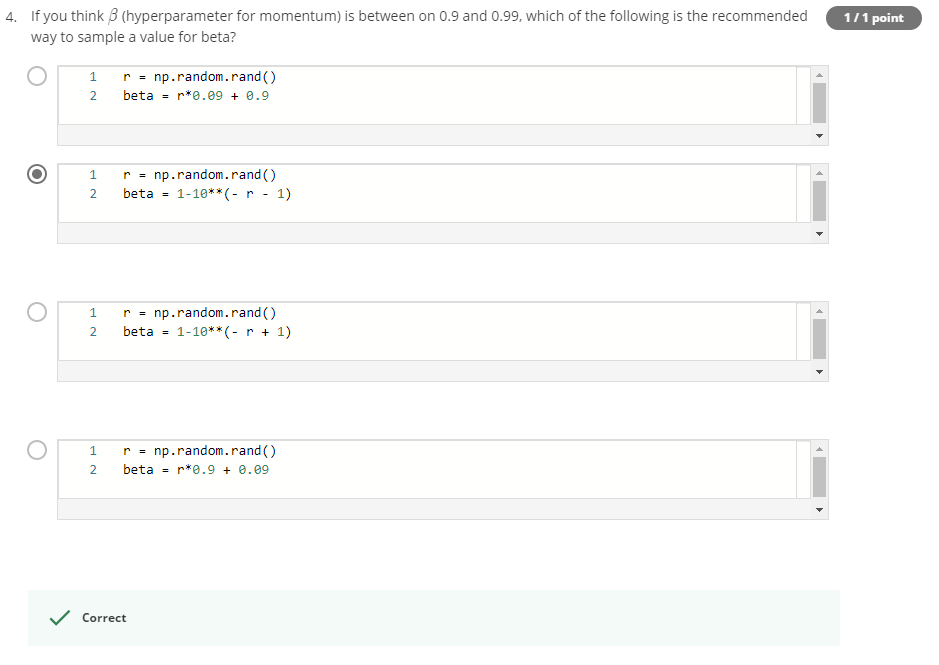 4. If you think β (hyperparameter for momentum) is between on 0.9 and 0.99, which of the following is the recommended
way to sample a value for beta?
1 / 1 point
1 r = np.random.rand()
2 beta = r*0.09 + 0.9
1 r = np.random.rand()
2 beta = 1-10**(- r - 1)
1 r = np.random.rand()
2 beta = 1-10**(- r + 1)
1 r = np.random.rand()
2 beta = r*0.9 + 0.09
Correct